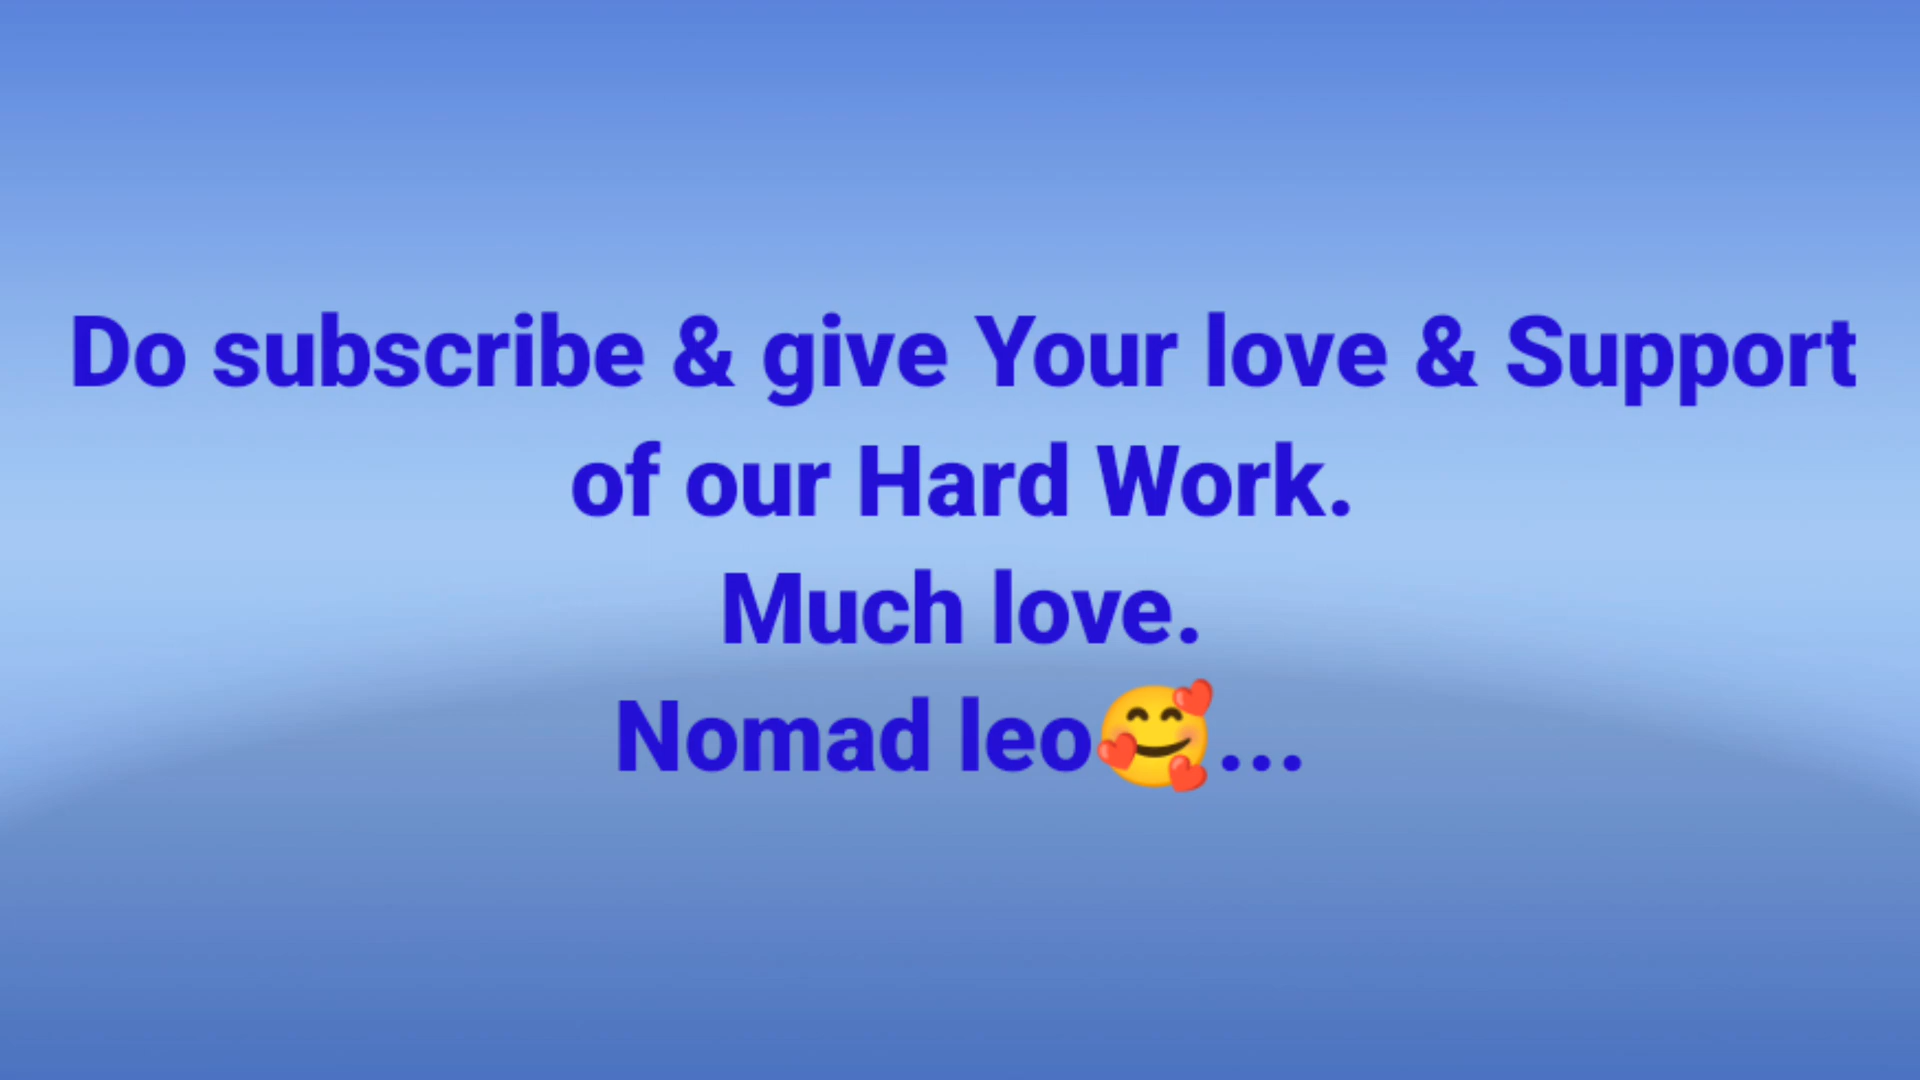 Do subscribe & give Your love & Support
of our Hard Work.
Much love.
Nomad leo🥰...